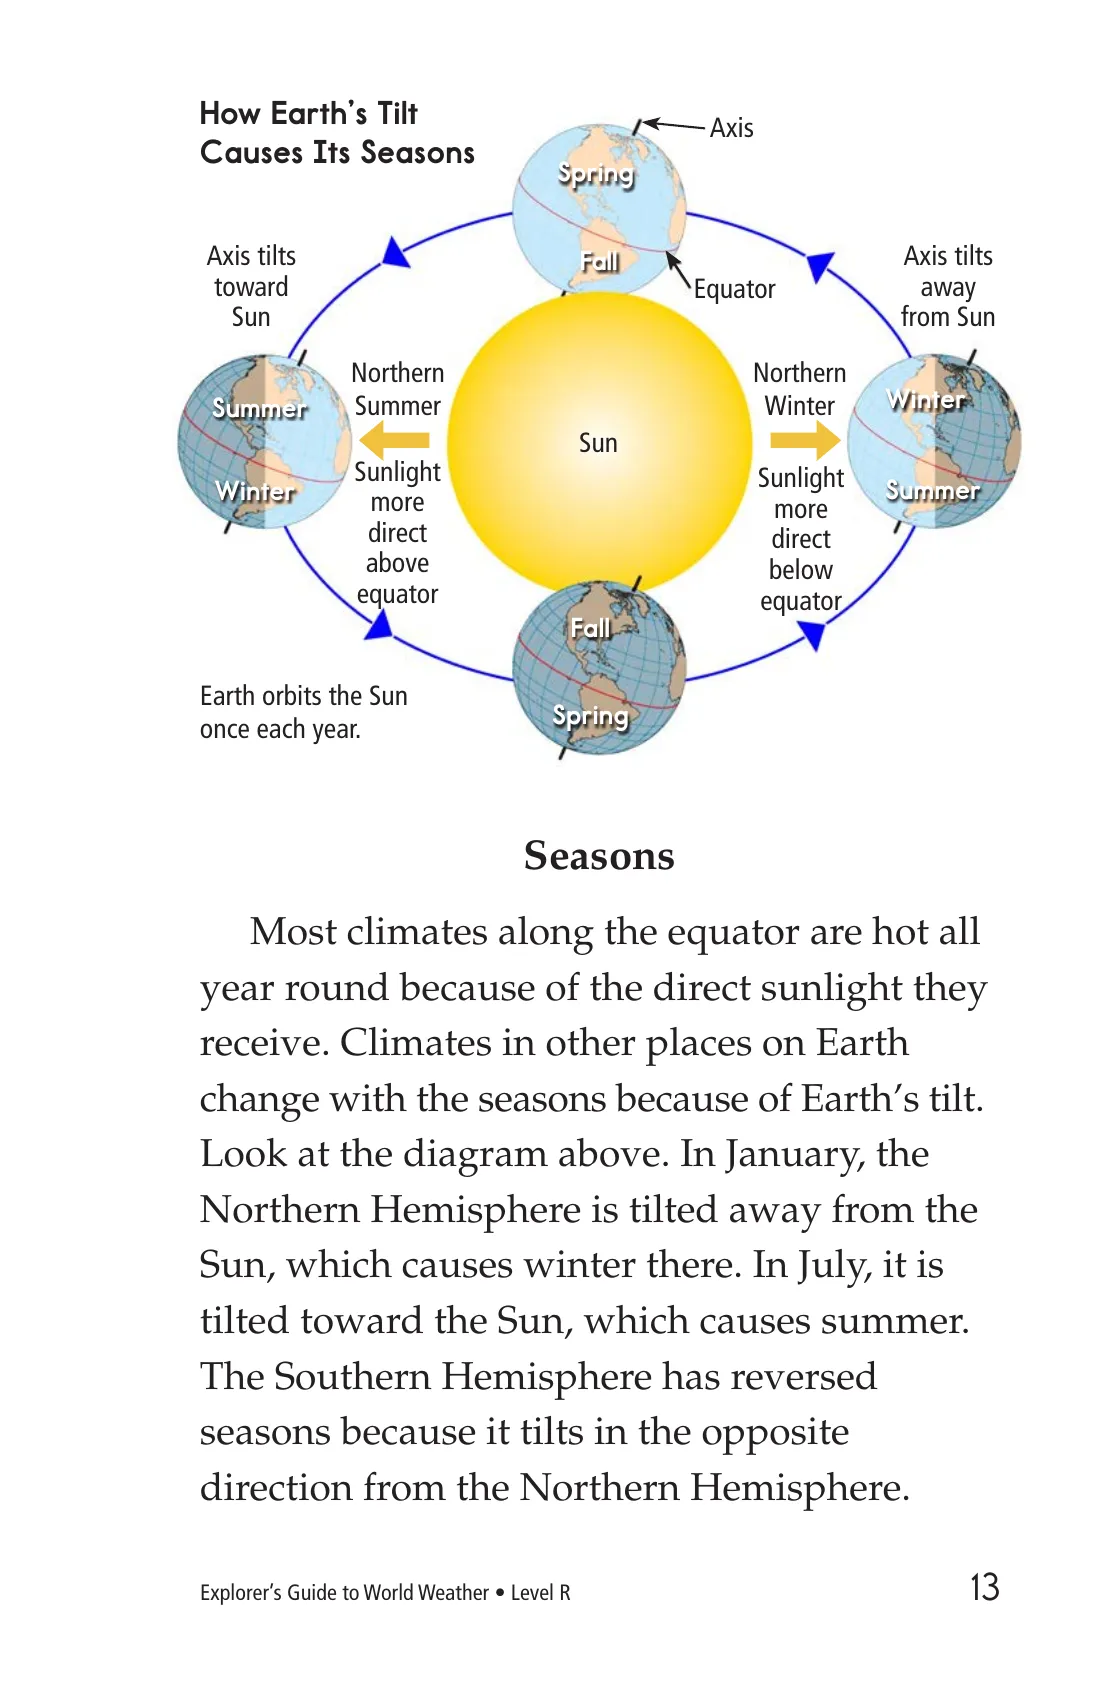 How Earth's Tilt
Causes Its Seasons
Axis
Spring
Fall
Equator
Axis tilts
toward
Sun
Axis tilts
away
from Sun
Summer
Winter
Northern
Summer
Sunlight
more
direct
above
equator
Sun
Northern
Winter
Sunlight
more
direct
below
equator
Winter
Summer
Fall
Spring
Earth orbits the Sun
once each year.
Seasons
Most climates along the equator are hot all
year round because of the direct sunlight they
receive. Climates in other places on Earth
change with the seasons because of Earth's tilt.
Look at the diagram above. In January, the
Northern Hemisphere is tilted away from the
Sun, which causes winter there. In July, it is
tilted toward the Sun, which causes summer.
The Southern Hemisphere has reversed
seasons because it tilts in the opposite
direction from the Northern Hemisphere.
Explorer's Guide to World Weather • Level R
13